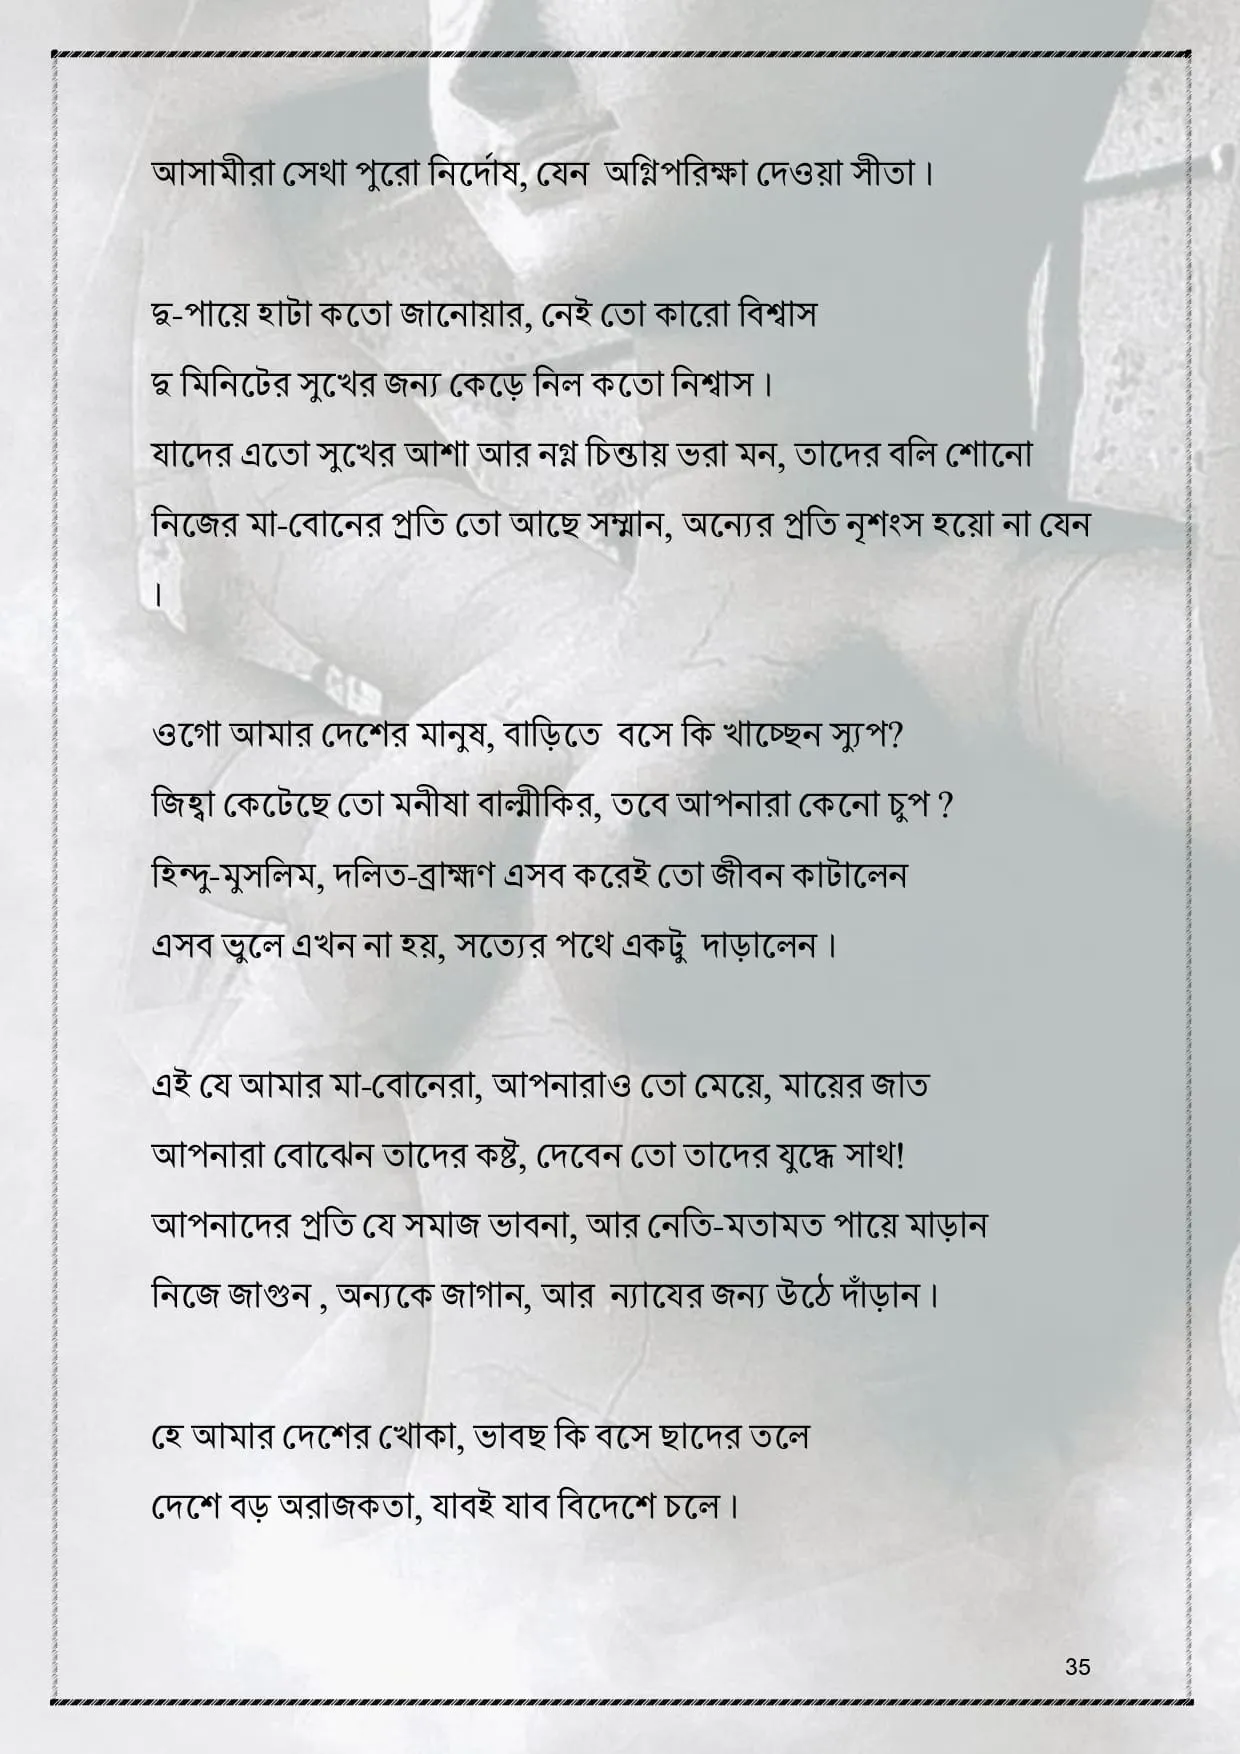 আসামীরা সেথা পুরো নির্দোষ, যেন অগ্নিপরিক্ষা দেওয়া সীতা।
দু-পায়ে হাটা কতো জানোয়ার, নেই তো কারো বিশ্বাস
দু মিনিটের সুখের জন্য কেড়ে নিল কতো নিশ্বাস।
যাদের এতো সুখের আশা আর নগ্ন চিন্তায় ভরা মন, তাদের বলি শোনো
নিজের মা-বোনের প্রতি তো আছে সম্মান, অন্যের প্রতি নৃশংস হয়ো না যেন
।
ওগো আমার দেশের মানুষ, বাড়িতে বসে কি খাচ্ছেন স্যুপ?
জিহ্বা কেটেছে তো মনীষা বাল্মীকির, তবে আপনারা কেনো চুপ ?
হিন্দু-মুসলিম, দলিত-ব্রাহ্মণ এসব করেই তো জীবন কাটালেন
এসব ভুলে এখন না হয়, সত্যের পথে একটু দাড়ালেন।
এই যে আমার মা-বোনেরা, আপনারাও তো মেয়ে, মায়ের জাত
আপনারা বোঝেন তাদের কষ্ট, দেবেন তো তাদের যুদ্ধে সাথ!
আপনাদের প্রতি যে সমাজ ভাবনা, আর নেতি-মতামত পায়ে মাড়ান
নিজে জাগুন , অন্যকে জাগান, আর ন্যাযের জন্য উঠে দাঁড়ান।
হে আমার দেশের খোকা, ভাবছ কি বসে ছাদের তলে
দেশে বড় অরাজকতা, যাবই যাব বিদেশে চলে।
35